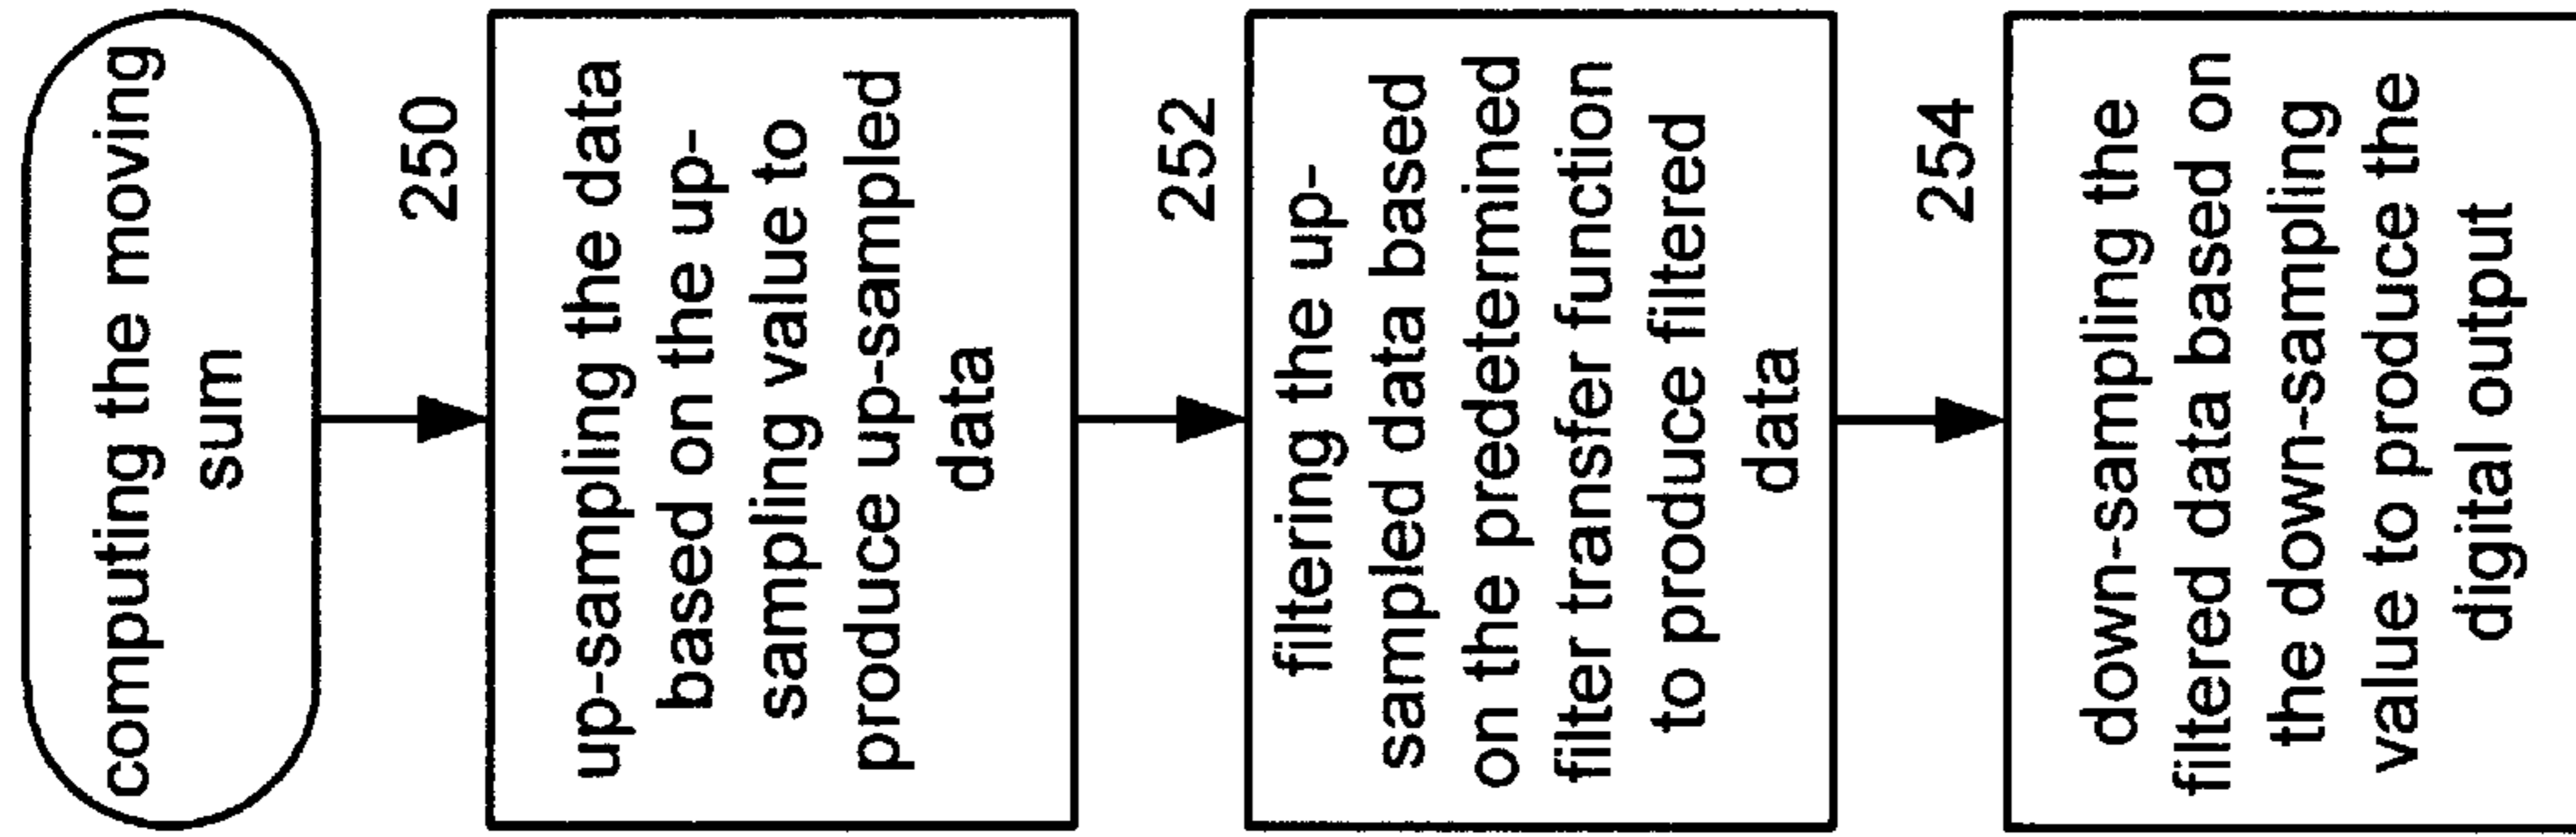 computing the moving
sum
250
up-sampling the data
based on the up-
sampling value to
produce up-sampled
data
252
filtering the up-
sampled data based
on the predetermined
filter transfer function
to produce filtered
data
254
down-sampling the
filtered data based on
the down-sampling
value to produce the
digital output